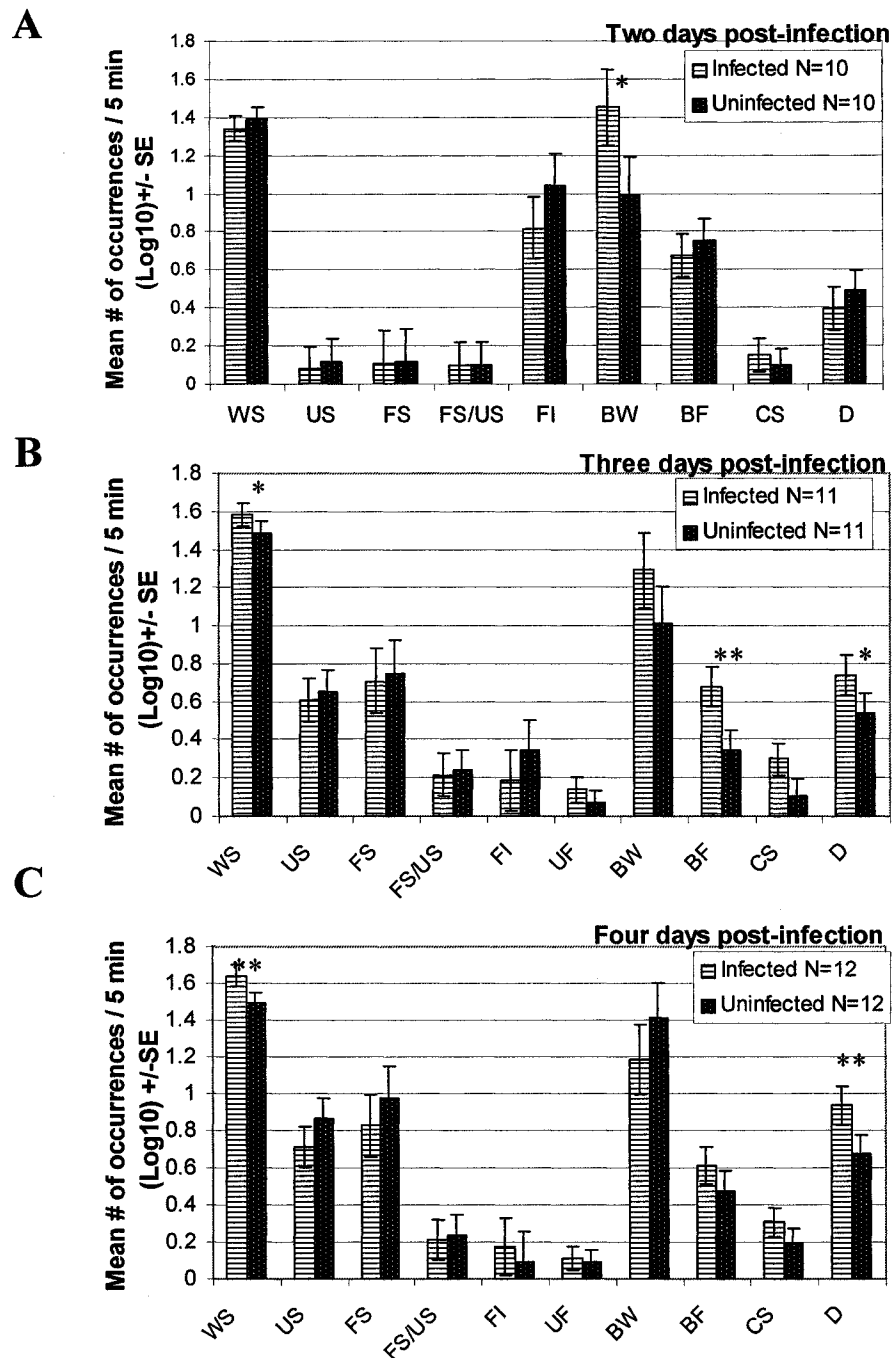 A
Two days post-infection
Infected N=10
Uninfected N=10
Mean # of occurrences / 5 min
(Log10)+/- SE
1.8
1.6
1.4
1.2
1
0.8
0.6
0.4
0.2
0
*
WS US FS FS/US FI BW BF CS D
B
Three days post-infection
Infected N=11
Uninfected N=11
Mean # of occurrences / 5 min
(Log10)+/- SE
1.8
1.6
1.4
1.2
1
0.8
0.6
0.4
0.2
0
*
**
*
WS US FS FS/US FI UF BW BF CS D
C
Four days post-infection
Infected N=12
Uninfected N=12
Mean # of occurrences / 5 min
(Log10) +/-SE
1.8
1.6
1.4
1.2
1
0.8
0.6
0.4
0.2
0
**
**
WS US FS FS/US FI UF BW BF CS D